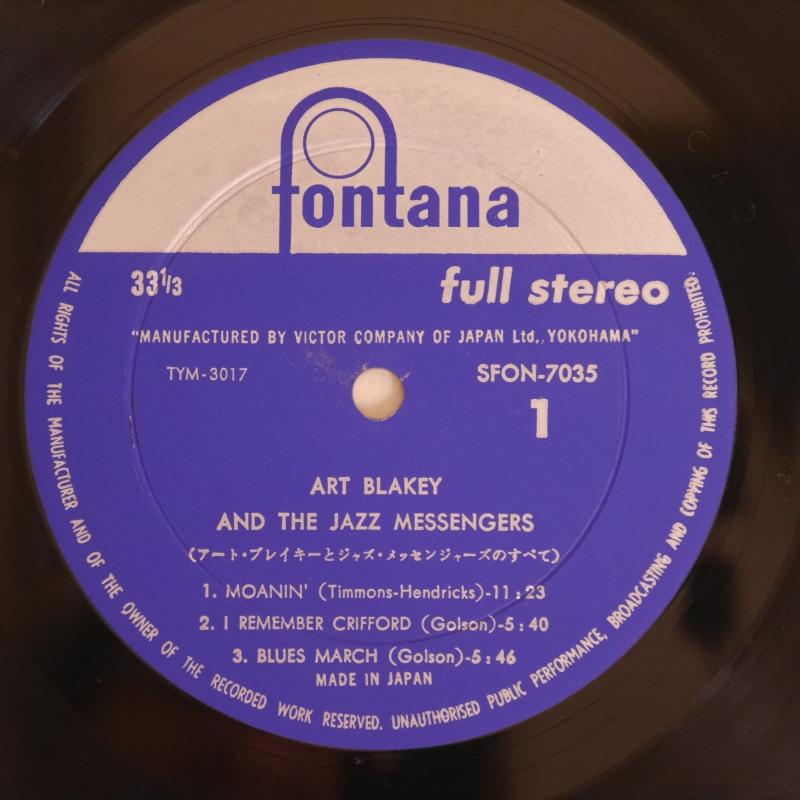 fontana
33 1/3
full stereo
"MANUFACTURED BY VICTOR COMPANY OF JAPAN Ltd., YOKOHAMA"
TYM-3017
SFON-7035
1
ART BLAKEY
AND THE JAZZ MESSENGERS
(アート・ブレイキーとジャズ・メッセンジャーズのすべて)
1. MOANIN' (Timmons-Hendricks)-11:23
2. I REMEMBER CRIFFORD (Golson)-5:40
3. BLUES MARCH (Golson)-5:46
MADE IN JAPAN
ALL RIGHTS OF THE MANUFACTURER AND OF THE OWNER OF THE RECORDED WORK RESERVED. UNAUTHORISED PUBLIC PERFORMANCE, BROADCASTING AND COPYING OF THIS RECORD PROHIBITED.